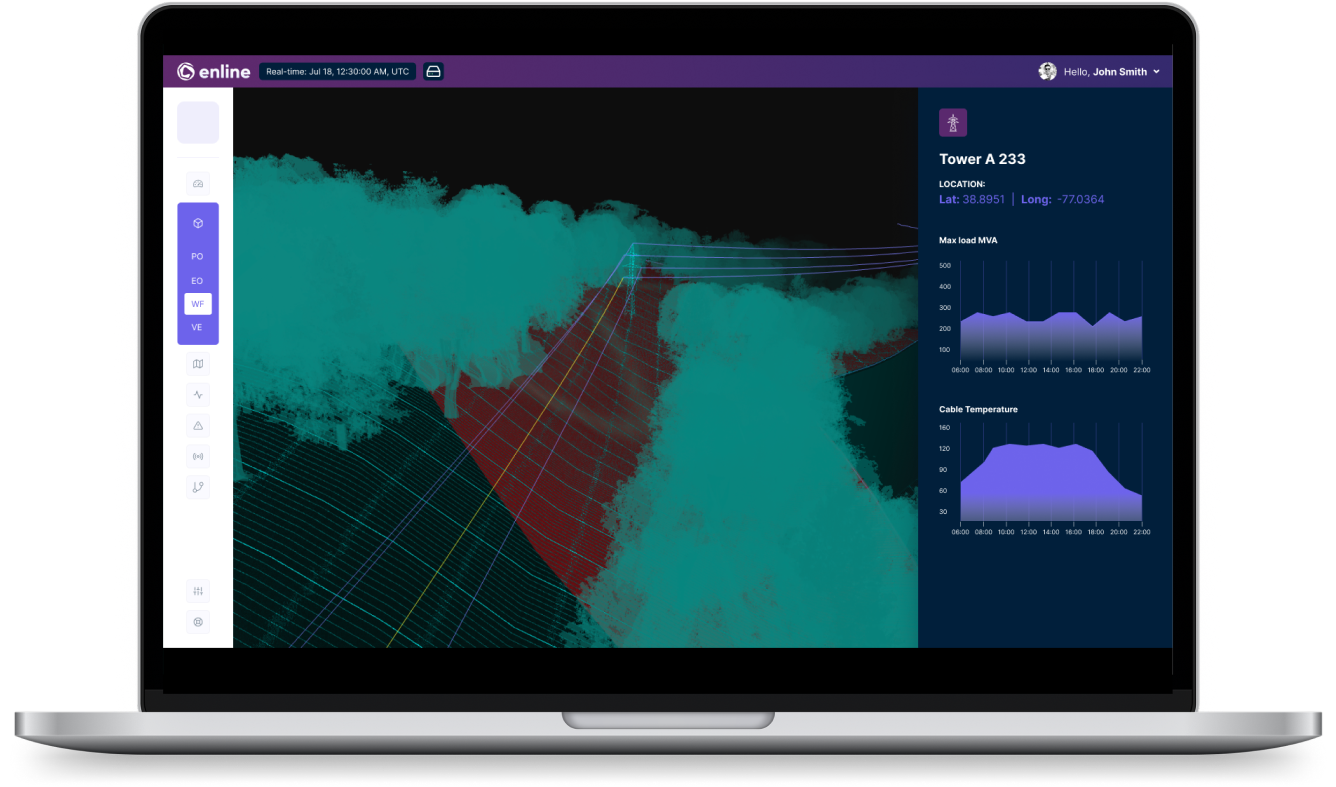 enline
Real-time: Jul 18, 12:30:00 AM, UTC
Hello, John Smith
PO
EO
WF
VE
Tower A 233
LOCATION:
Lat: 38.8951 | Long: -77.0364
Max load MVA
500
400
300
200
100
06:00 08:00 10:00 12:00 14:00 16:00 18:00 20:00 22:00
Cable Temperature
160
120
90
60
30
06:00 08:00 10:00 12:00 14:00 16:00 18:00 20:00 22:00